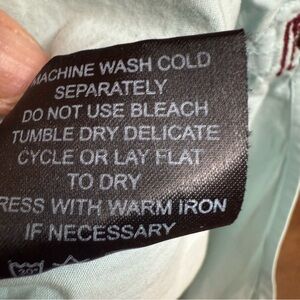 MACHINE WASH COLD
SEPARATELY
DO NOT USE BLEACH
TUMBLE DRY DELICATE
CYCLE OR LAY FLAT
TO DRY
RESS WITH WARM IRON
IF NECESSARY